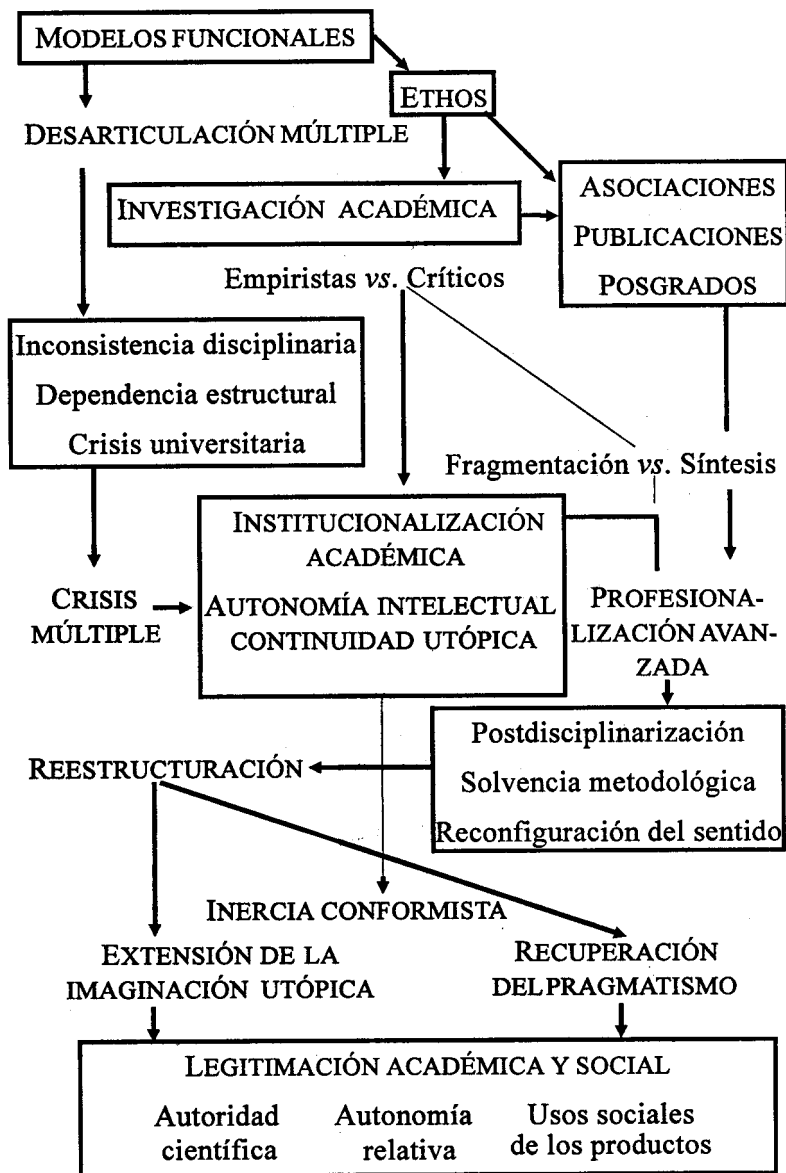 MODELOS FUNCIONALES
ETHOS
DESARTICULACIÓN MÚLTIPLE
INVESTIGACIÓN ACADÉMICA
ASOCIACIONES
PUBLICACIONES
POSGRADOS
Empiristas vs. Críticos
Inconsistencia disciplinaria
Dependencia estructural
Crisis universitaria
Fragmentación vs. Síntesis
INSTITUCIONALIZACIÓN
ACADÉMICA
AUTONOMÍA INTELECTUAL
CONTINUIDAD UTÓPICA
CRISIS
MÚLTIPLE
PROFESIONA-
LIZACIÓN AVAN-
ZADA
Postdisciplinarización
Solvencia metodológica
Reconfiguración del sentido
REESTRUCTURACIÓN
INERCIA CONFORMISTA
EXTENSIÓN DE LA
IMAGINACIÓN UTÓPICA
RECUPERACIÓN
DEL PRAGMATISMO
LEGITIMACIÓN ACADÉMICA Y SOCIAL
Autoridad
científica
Autonomía
relativa
Usos sociales
de los productos